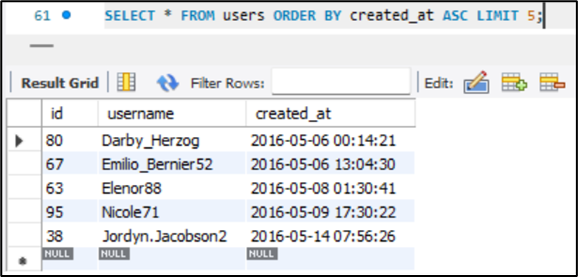 61 SELECT * FROM users ORDER BY created_at ASC LIMIT 5;
Result Grid Filter Rows: Edit:
id username created_at
80 Darby_Herzog 2016-05-06 00:14:21
67 Emilio_Bernier52 2016-05-06 13:04:30
63 Elenor88 2016-05-08 01:30:41
95 Nicole71 2016-05-09 17:30:22
38 Jordyn.Jacobson2 2016-05-14 07:56:26
NULL NULL NULL